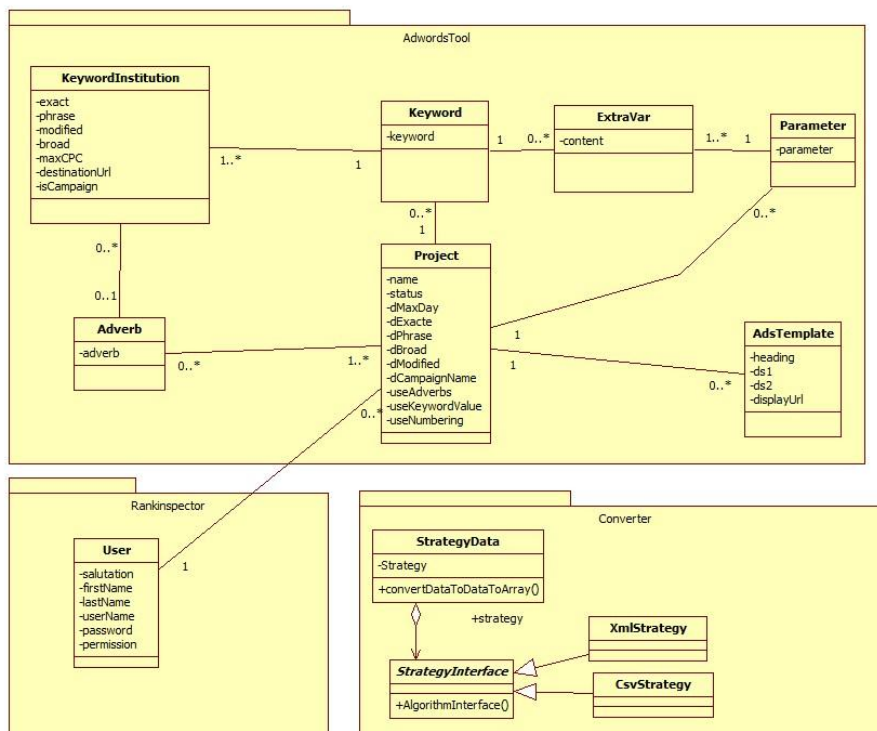 AdwordsTool
KeywordInstitution
-exact
-phrase
-modified
-broad
-maxCPC
-destinationUrl
-isCampaign
Keyword
-keyword
ExtraVar
-content
Parameter
-parameter
1..*
1
1
0..*
1..*
1
0..*
1
0..*
1
0..*
0..1
Adverb
-adverb
0..*
1..*
Project
-name
-status
-dMaxDay
-dExacte
-dPhrase
-dBroad
-dModified
-dCampaignName
-useAdverbs
-useKeywordValue
-useNumbering
0..*
1
0..*
AdsTemplate
-heading
-ds1
-ds2
-displayUrl
Rankinspector
User
-salutation
-firstName
-lastName
-userName
-password
-permission
1
Converter
StrategyData
-Strategy
+convertDataToDataToArray()
+strategy
StrategyInterface
+AlgorithmInterface()
XmlStrategy
CsvStrategy